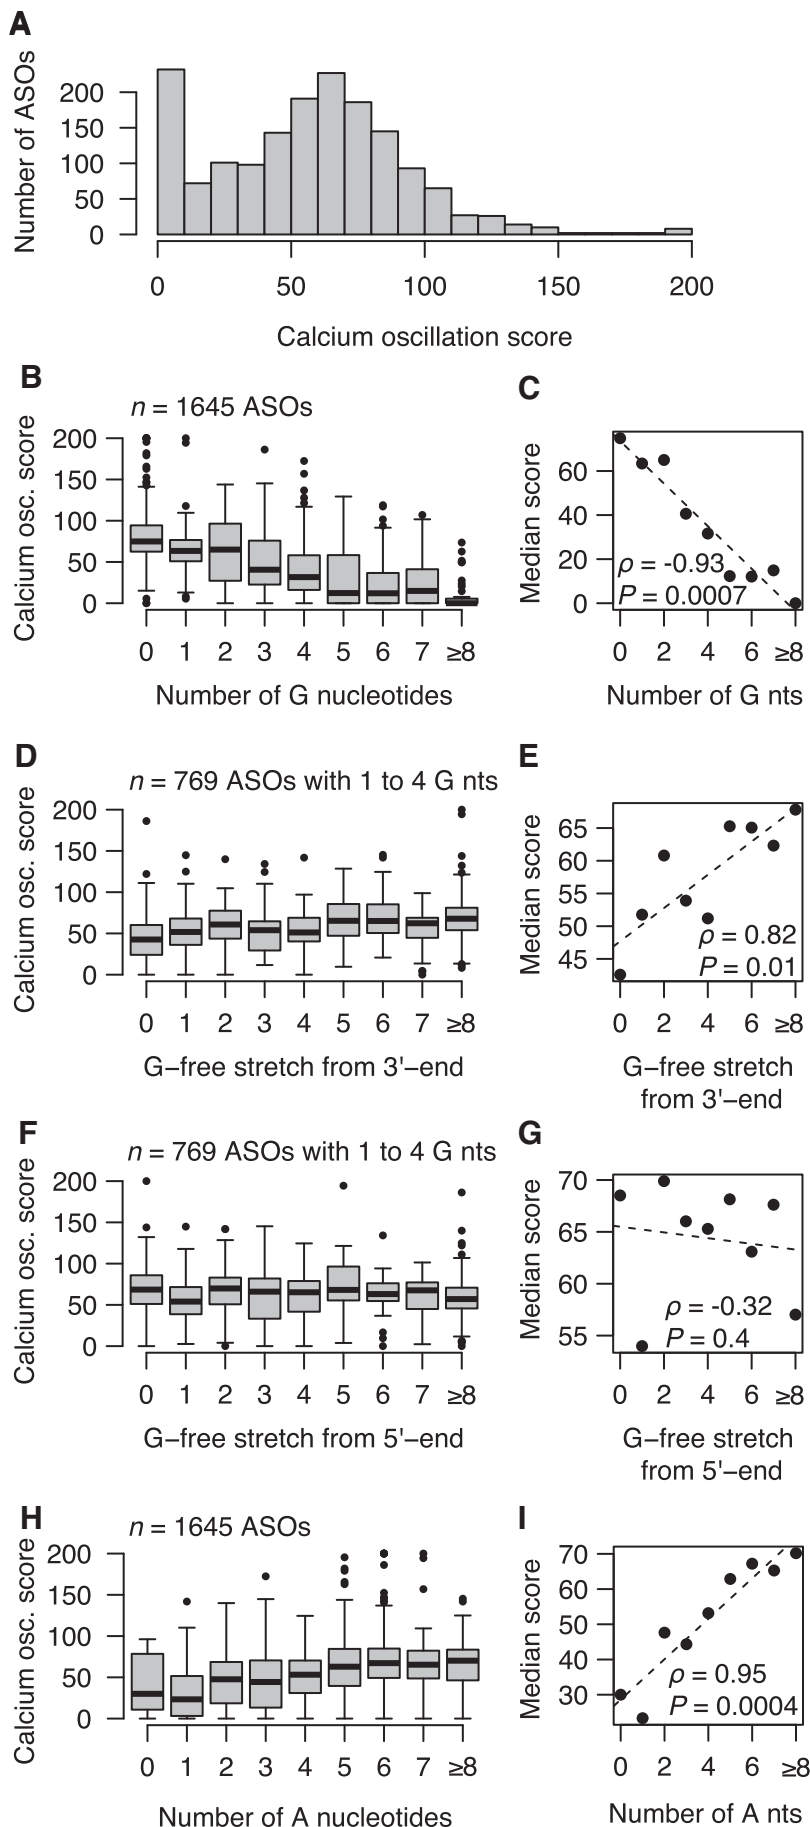 A
Number of ASOs
200
150
100
50
0
0 50 100 150 200
Calcium oscillation score
B
n = 1645 ASOs
Calcium osc. score
200
150
100
50
0
0 1 2 3 4 5 6 7 ≥8
Number of G nucleotides
C
Median score
60
40
20
0
ρ = -0.93
P = 0.0007
0 2 4 6 ≥8
Number of G nts
D
n = 769 ASOs with 1 to 4 G nts
Calcium osc. score
200
150
100
50
0
0 1 2 3 4 5 6 7 ≥8
G−free stretch from 3'−end
E
Median score
65
60
55
50
45
ρ = 0.82
P = 0.01
0 2 4 6 ≥8
G−free stretch
from 3'−end
F
n = 769 ASOs with 1 to 4 G nts
Calcium osc. score
200
150
100
50
0
0 1 2 3 4 5 6 7 ≥8
G−free stretch from 5'−end
G
Median score
70
65
60
55
ρ = -0.32
P = 0.4
0 2 4 6 ≥8
G−free stretch
from 5'−end
H
n = 1645 ASOs
Calcium osc. score
200
150
100
50
0
0 1 2 3 4 5 6 7 ≥8
Number of A nucleotides
I
Median score
70
60
50
40
30
ρ = 0.95
P = 0.0004
0 2 4 6 ≥8
Number of A nts